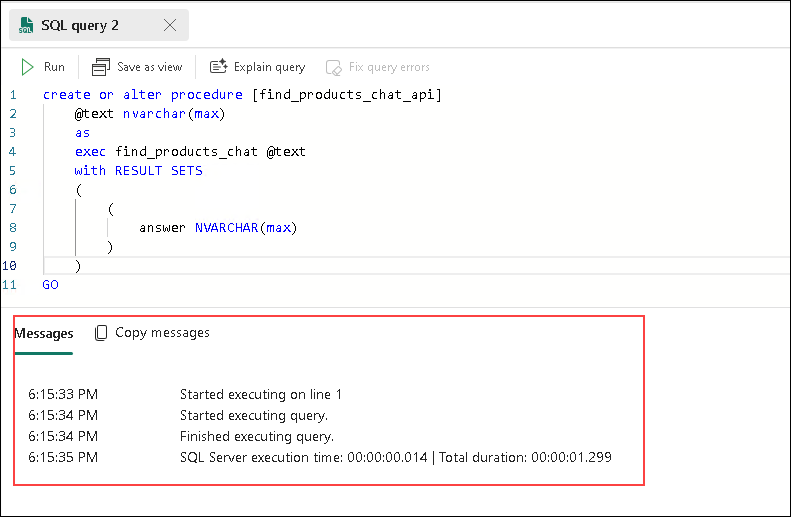 SQL query 2
Run Save as view Explain query Fix query errors
1 create or alter procedure [find_products_chat_api]
2 @text nvarchar(max)
3 as
4 exec find_products_chat @text
5 with RESULT SETS
6 (
7 (
8 answer NVARCHAR(max)
9 )
10 )
11 GO
Messages Copy messages
6:15:33 PM Started executing on line 1
6:15:34 PM Started executing query.
6:15:34 PM Finished executing query.
6:15:35 PM SQL Server execution time: 00:00:00.014 | Total duration: 00:00:01.299